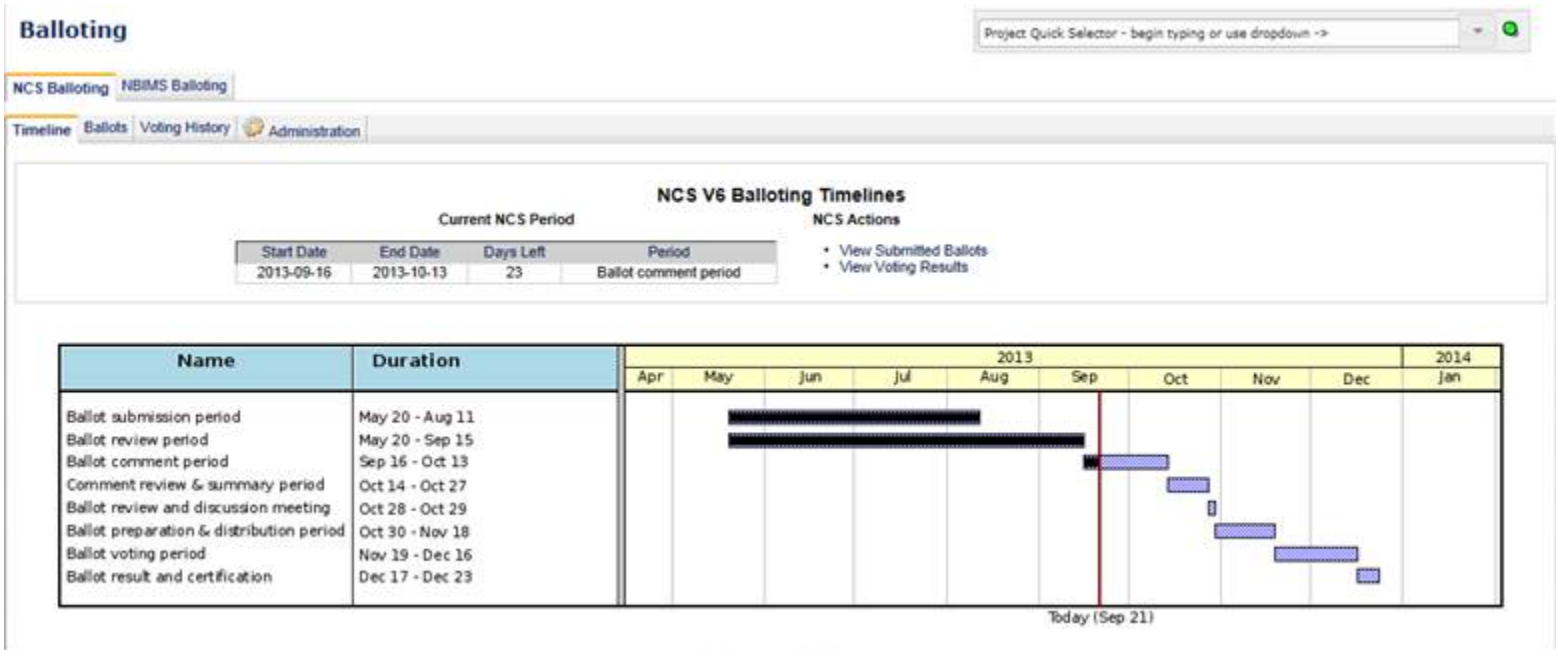 Balloting
Project Quick Selector - begin typing or use dropdown ->
NCS Balloting NBIMS Balloting
Timeline Ballots Voting History Administration
NCS V6 Balloting Timelines
Current NCS Period NCS Actions
Start Date End Date Days Left Period
2013-09-16 2013-10-13 23 Ballot comment period
• View Submitted Ballots
• View Voting Results
Name Duration 2013 2014
Apr May Jun Jul Aug Sep Oct Nov Dec Jan
Ballot submission period May 20 - Aug 11
Ballot review period May 20 - Sep 15
Ballot comment period Sep 16 - Oct 13
Comment review & summary period Oct 14 - Oct 27
Ballot review and discussion meeting Oct 28 - Oct 29
Ballot preparation & distribution period Oct 30 - Nov 18
Ballot voting period Nov 19 - Dec 16
Ballot result and certification Dec 17 - Dec 23
Today (Sep 21)